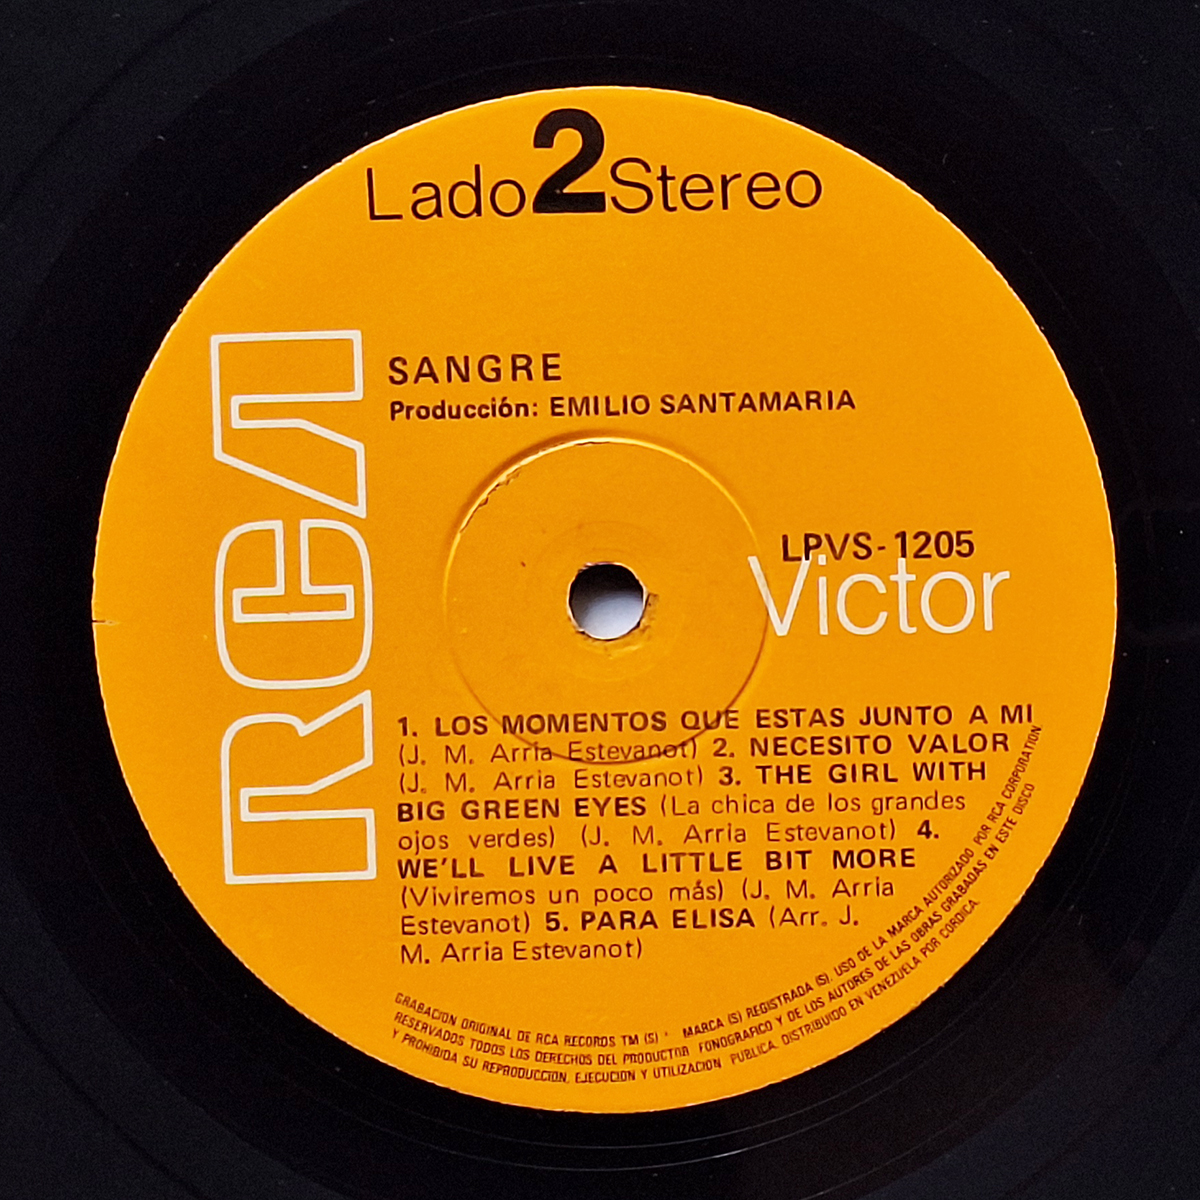 Lado 2 Stereo
RCA
SANGRE
Producción: EMILIO SANTAMARIA
LPVS-1205
Victor
1. LOS MOMENTOS QUE ESTAS JUNTO A MI
(J. M. Arria Estevanot) 2. NECESITO VALOR
(J. M. Arria Estevanot) 3. THE GIRL WITH
BIG GREEN EYES (La chica de los grandes
ojos verdes) (J. M. Arria Estevanot) 4.
WE'LL LIVE A LITTLE BIT MORE
(Viviremos un poco más) (J. M. Arria
Estevanot) 5. PARA ELISA (Arr. J.
M. Arria Estevanot)
GRABACION ORIGINAL DE RCA RECORDS TM (S) · MARCA (S) REGISTRADA (S). USO DE LA MARCA AUTORIZADO POR RCA CORPORATION
RESERVADOS TODOS LOS DERECHOS DEL PRODUCTOR FONOGRAFICO Y DE LOS AUTORES DE LAS OBRAS GRABADAS EN ESTE DISCO
Y PROHIBIDA SU REPRODUCCION, EJECUCION Y UTILIZACION PUBLICA. DISTRIBUIDO EN VENEZUELA POR CORDICA.